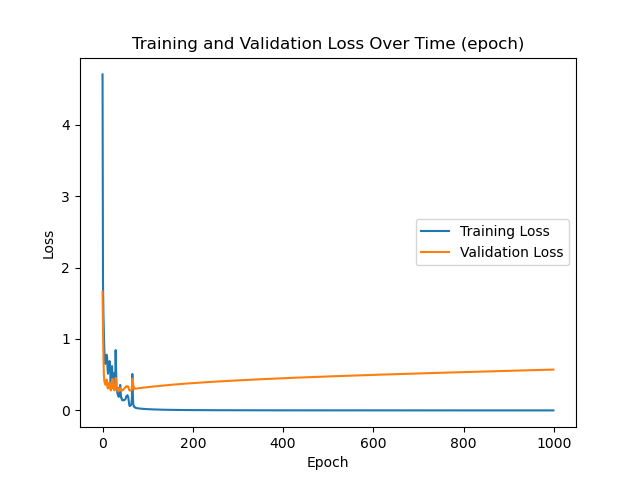 Training and Validation Loss Over Time (epoch)
4
3
2
1
0
Loss
Training Loss
Validation Loss
0 200 400 600 800 1000
Epoch